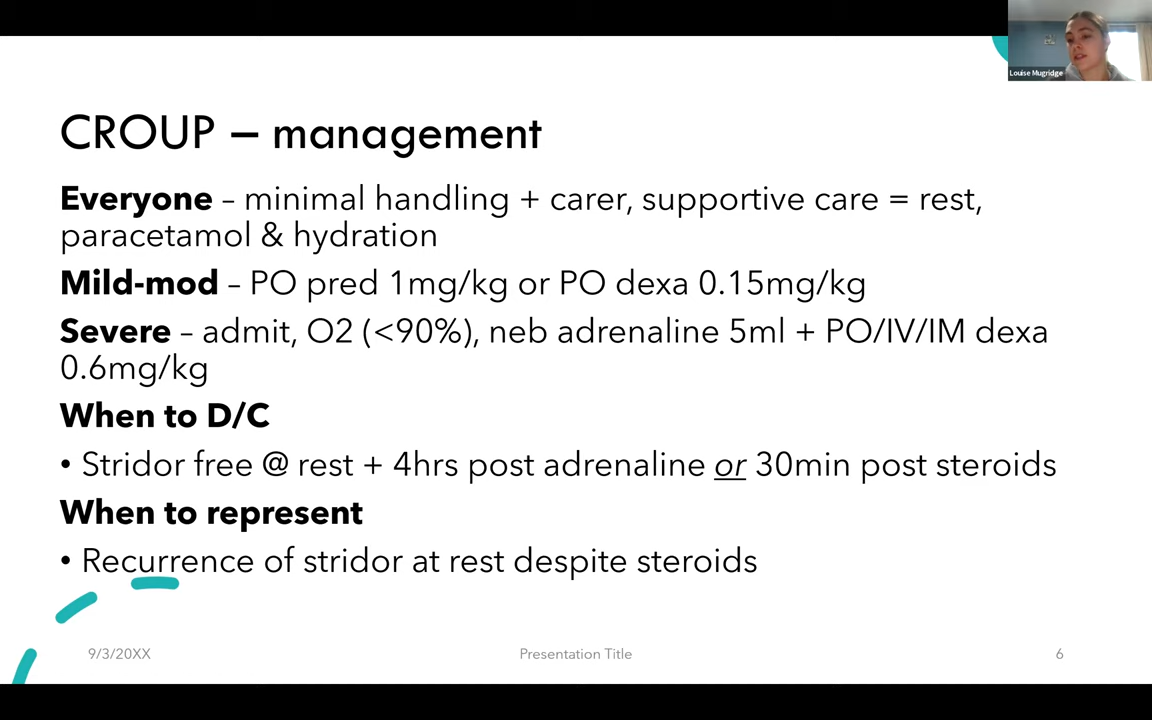 Louise Mugridge
CROUP – management
Everyone – minimal handling + carer, supportive care = rest,
paracetamol & hydration
Mild-mod – PO pred 1mg/kg or PO dexa 0.15mg/kg
Severe – admit, O2 (<90%), neb adrenaline 5ml + PO/IV/IM dexa
0.6mg/kg
When to D/C
• Stridor free @ rest + 4hrs post adrenaline or 30min post steroids
When to represent
• Recurrence of stridor at rest despite steroids
9/3/20XX
Presentation Title
6